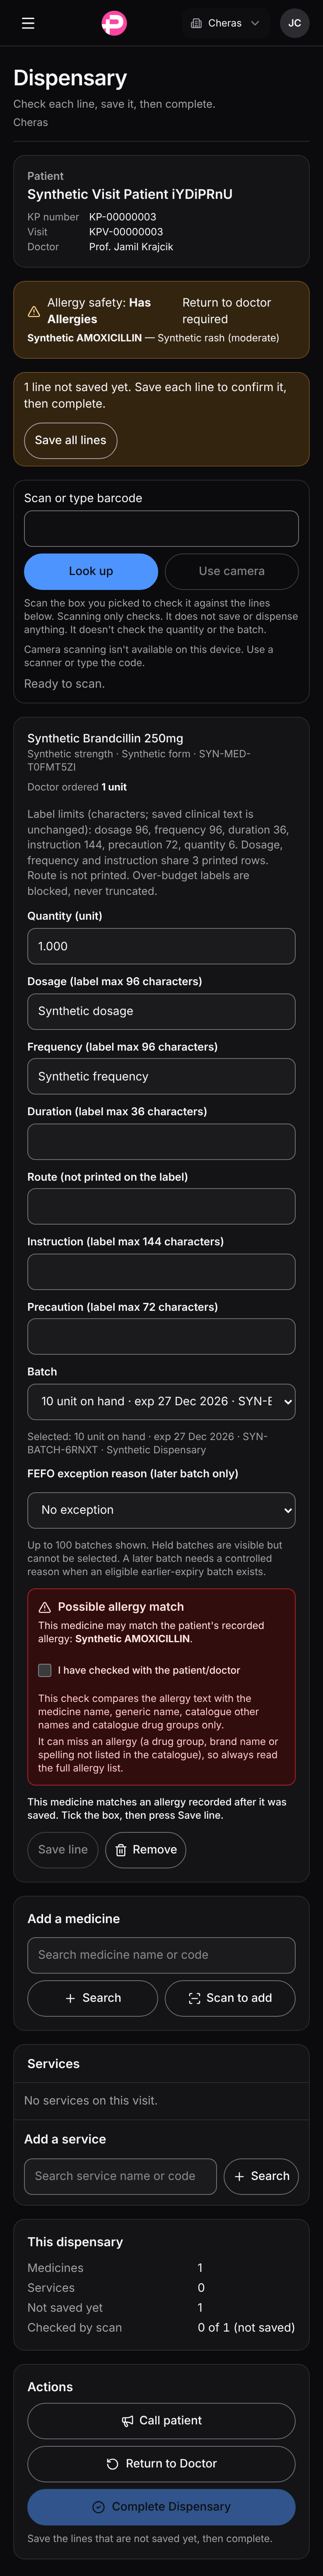 Cheras
JC
Dispensary
Check each line, save it, then complete.
Cheras
Patient
Synthetic Visit Patient iYDiPRnU
KP number KP-00000003
Visit KPV-00000003
Doctor Prof. Jamil Krajcik
Allergy safety: Has Allergies
Return to doctor required
Synthetic AMOXICILLIN — Synthetic rash (moderate)
1 line not saved yet. Save each line to confirm it,
then complete.
Save all lines
Scan or type barcode
Look up
Use camera
Scan the box you picked to check it against the lines
below. Scanning only checks. It does not save or dispense
anything. It doesn't check the quantity or the batch.
Camera scanning isn't available on this device. Use a
scanner or type the code.
Ready to scan.
Synthetic Brandcillin 250mg
Synthetic strength · Synthetic form · SYN-MED-
T0FMT5ZI
Doctor ordered 1 unit
Label limits (characters; saved clinical text is
unchanged): dosage 96, frequency 96, duration 36,
instruction 144, precaution 72, quantity 6. Dosage,
frequency and instruction share 3 printed rows.
Route is not printed. Over-budget labels are
blocked, never truncated.
Quantity (unit)
1.000
Dosage (label max 96 characters)
Synthetic dosage
Frequency (label max 96 characters)
Synthetic frequency
Duration (label max 36 characters)
Route (not printed on the label)
Instruction (label max 144 characters)
Precaution (label max 72 characters)
Batch
10 unit on hand · exp 27 Dec 2026 · SYN-E
Selected: 10 unit on hand · exp 27 Dec 2026 · SYN-
BATCH-6RNXT · Synthetic Dispensary
FEFO exception reason (later batch only)
No exception
Up to 100 batches shown. Held batches are visible but
cannot be selected. A later batch needs a controlled
reason when an eligible earlier-expiry batch exists.
Possible allergy match
This medicine may match the patient's recorded
allergy: Synthetic AMOXICILLIN.
I have checked with the patient/doctor
This check compares the allergy text with the
medicine name, generic name, catalogue other
names and catalogue drug groups only.
It can miss an allergy (a drug group, brand name or
spelling not listed in the catalogue), so always read
the full allergy list.
This medicine matches an allergy recorded after it was
saved. Tick the box, then press Save line.
Save line
Remove
Add a medicine
Search medicine name or code
Search
Scan to add
Services
No services on this visit.
Add a service
Search service name or code
Search
This dispensary
Medicines 1
Services 0
Not saved yet 1
Checked by scan 0 of 1 (not saved)
Actions
Call patient
Return to Doctor
Complete Dispensary
Save the lines that are not saved yet, then complete.